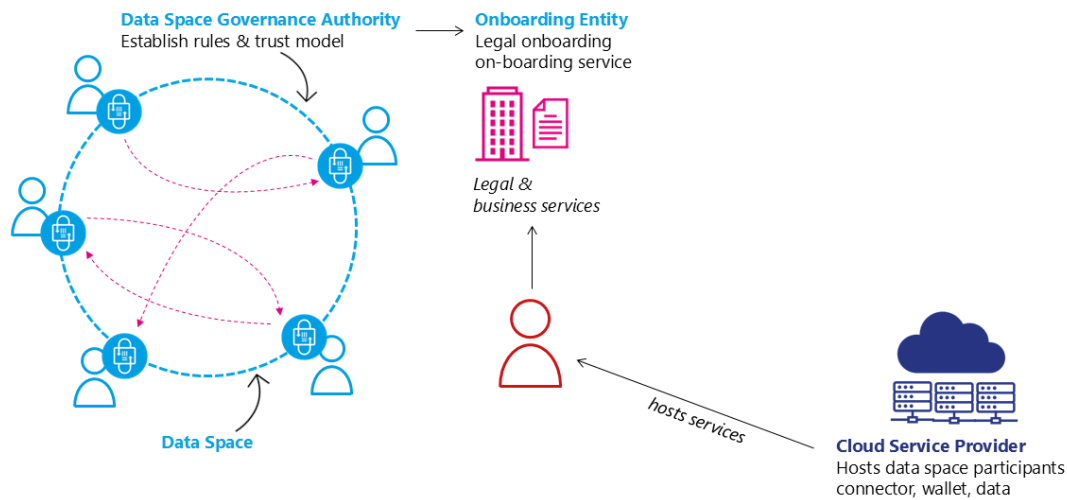 Data Space Governance Authority
Establish rules & trust model
Onboarding Entity
Legal onboarding
on-boarding service
Legal &
business services
hosts services
Data Space
Cloud Service Provider
Hosts data space participants
connector, wallet, data